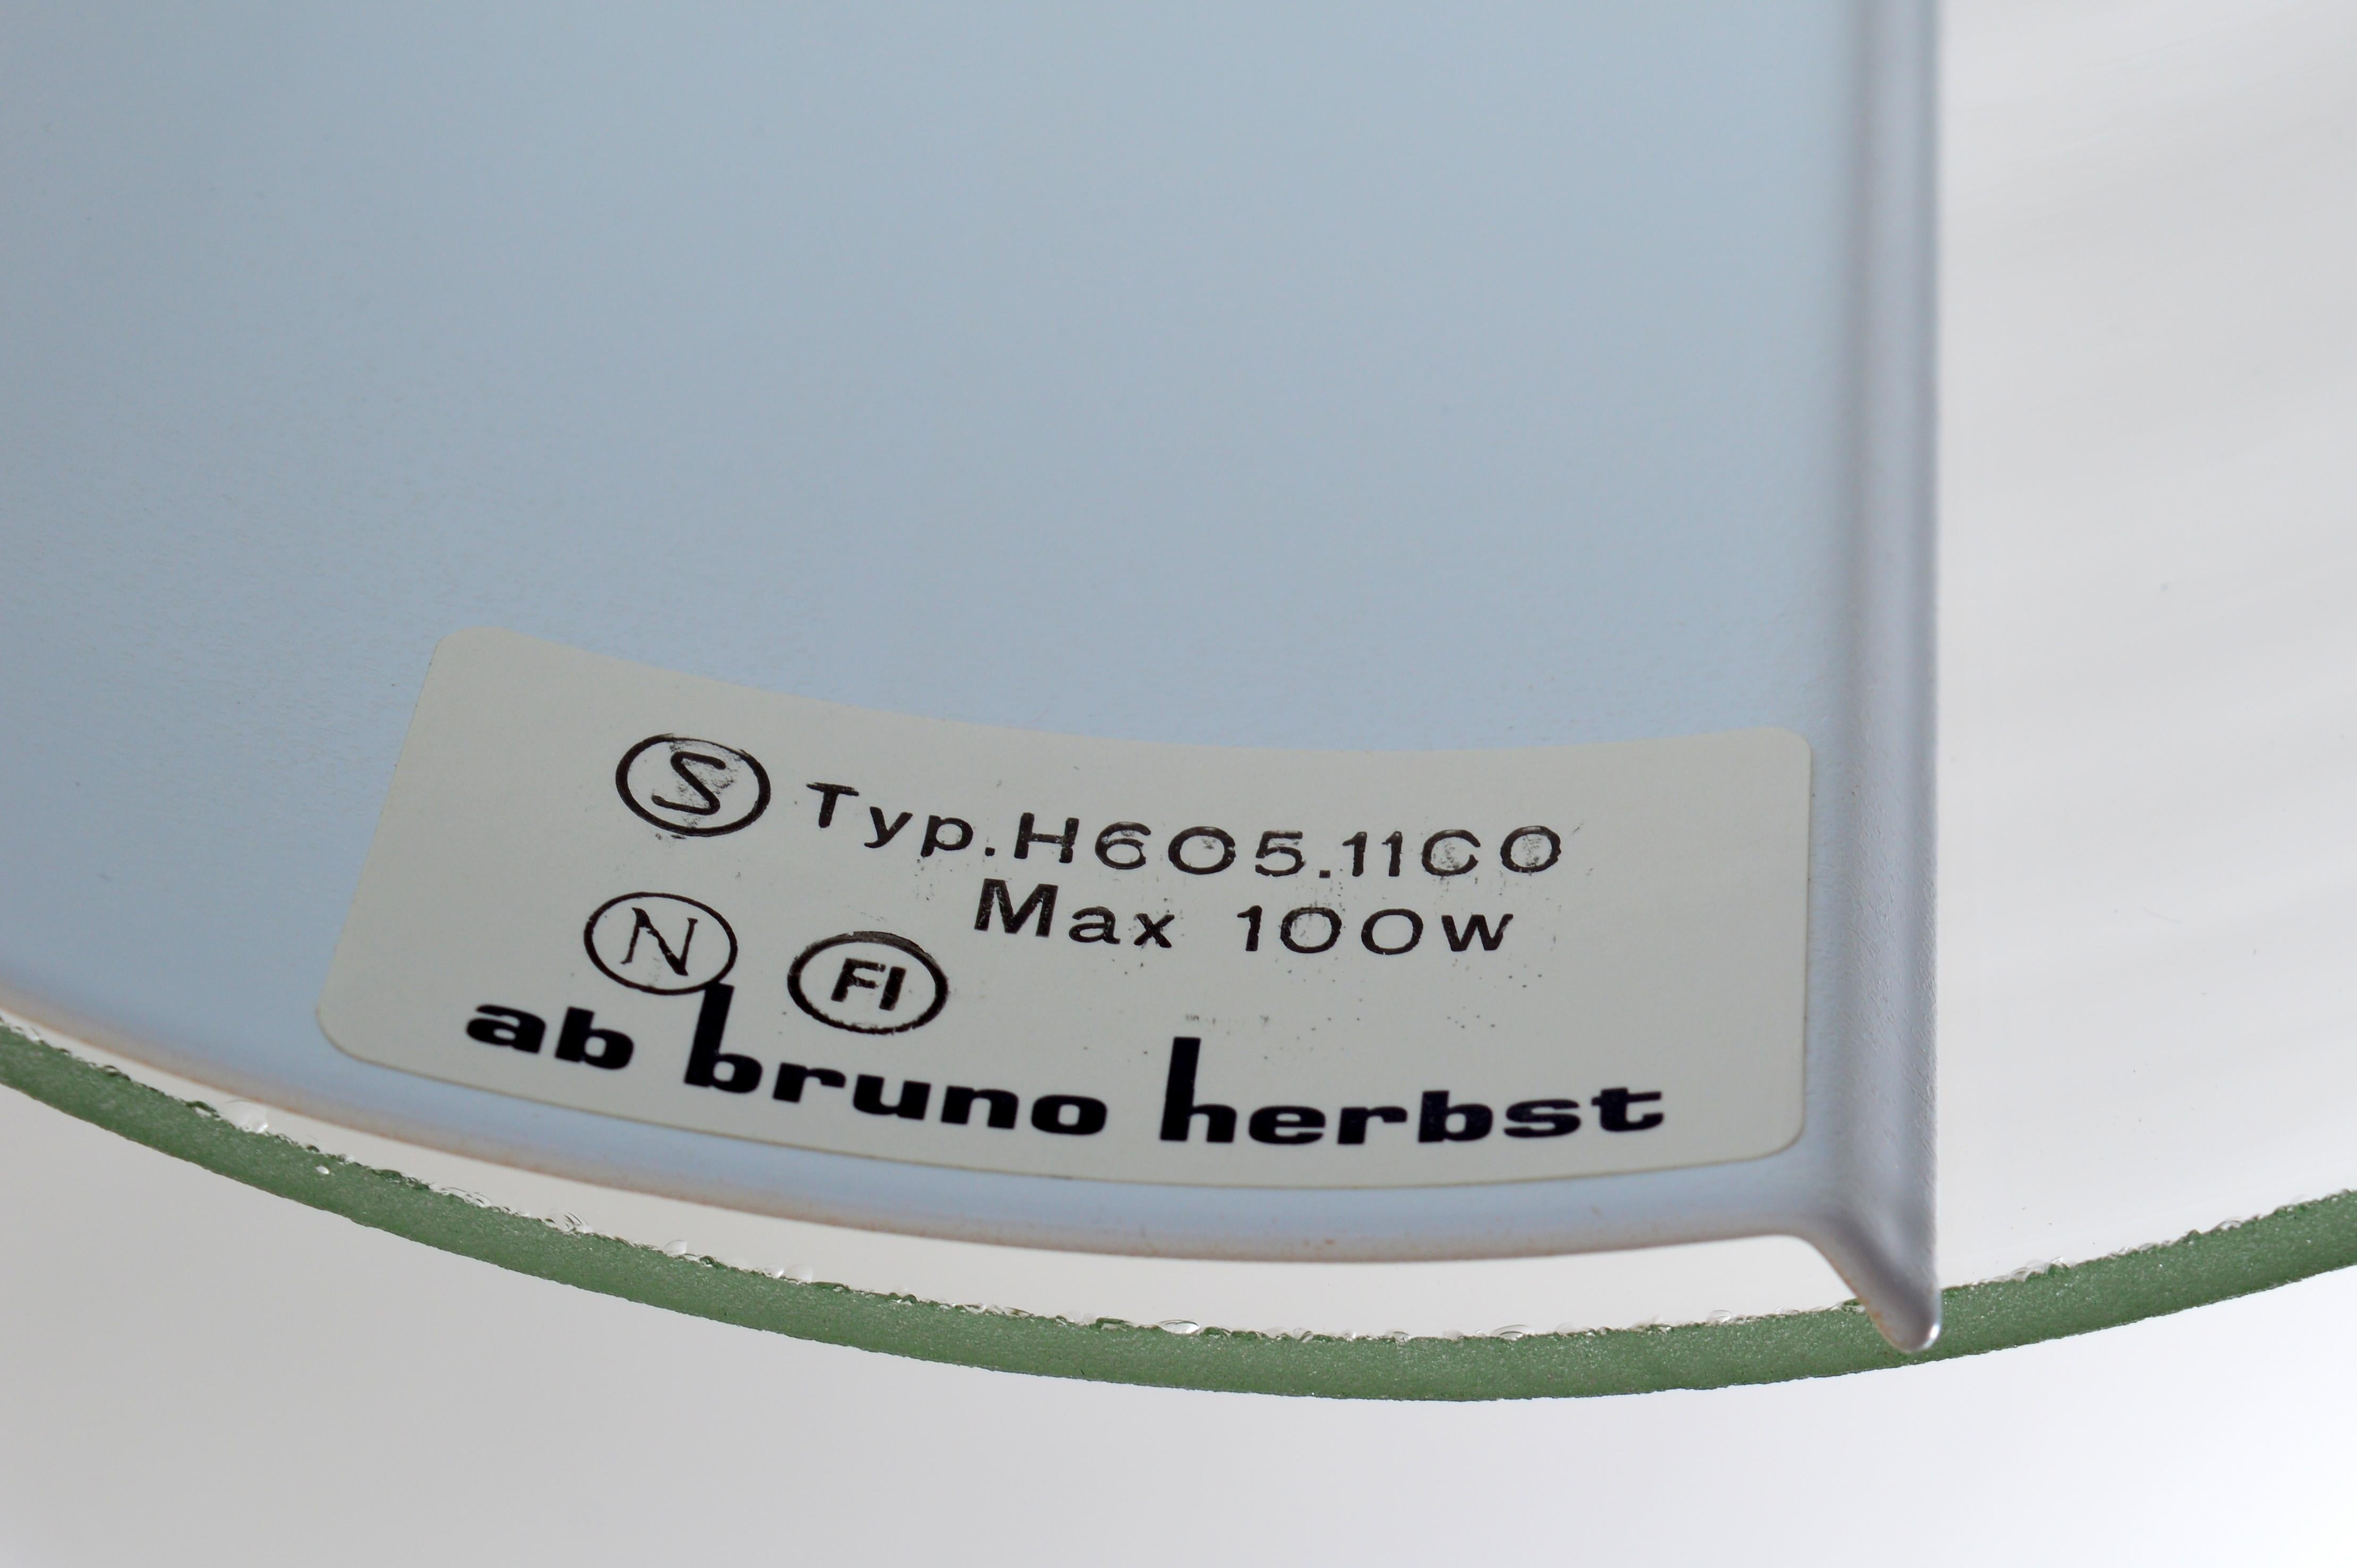 S Typ.H605.11C0
Max 100W
N FI
ab bruno herbst